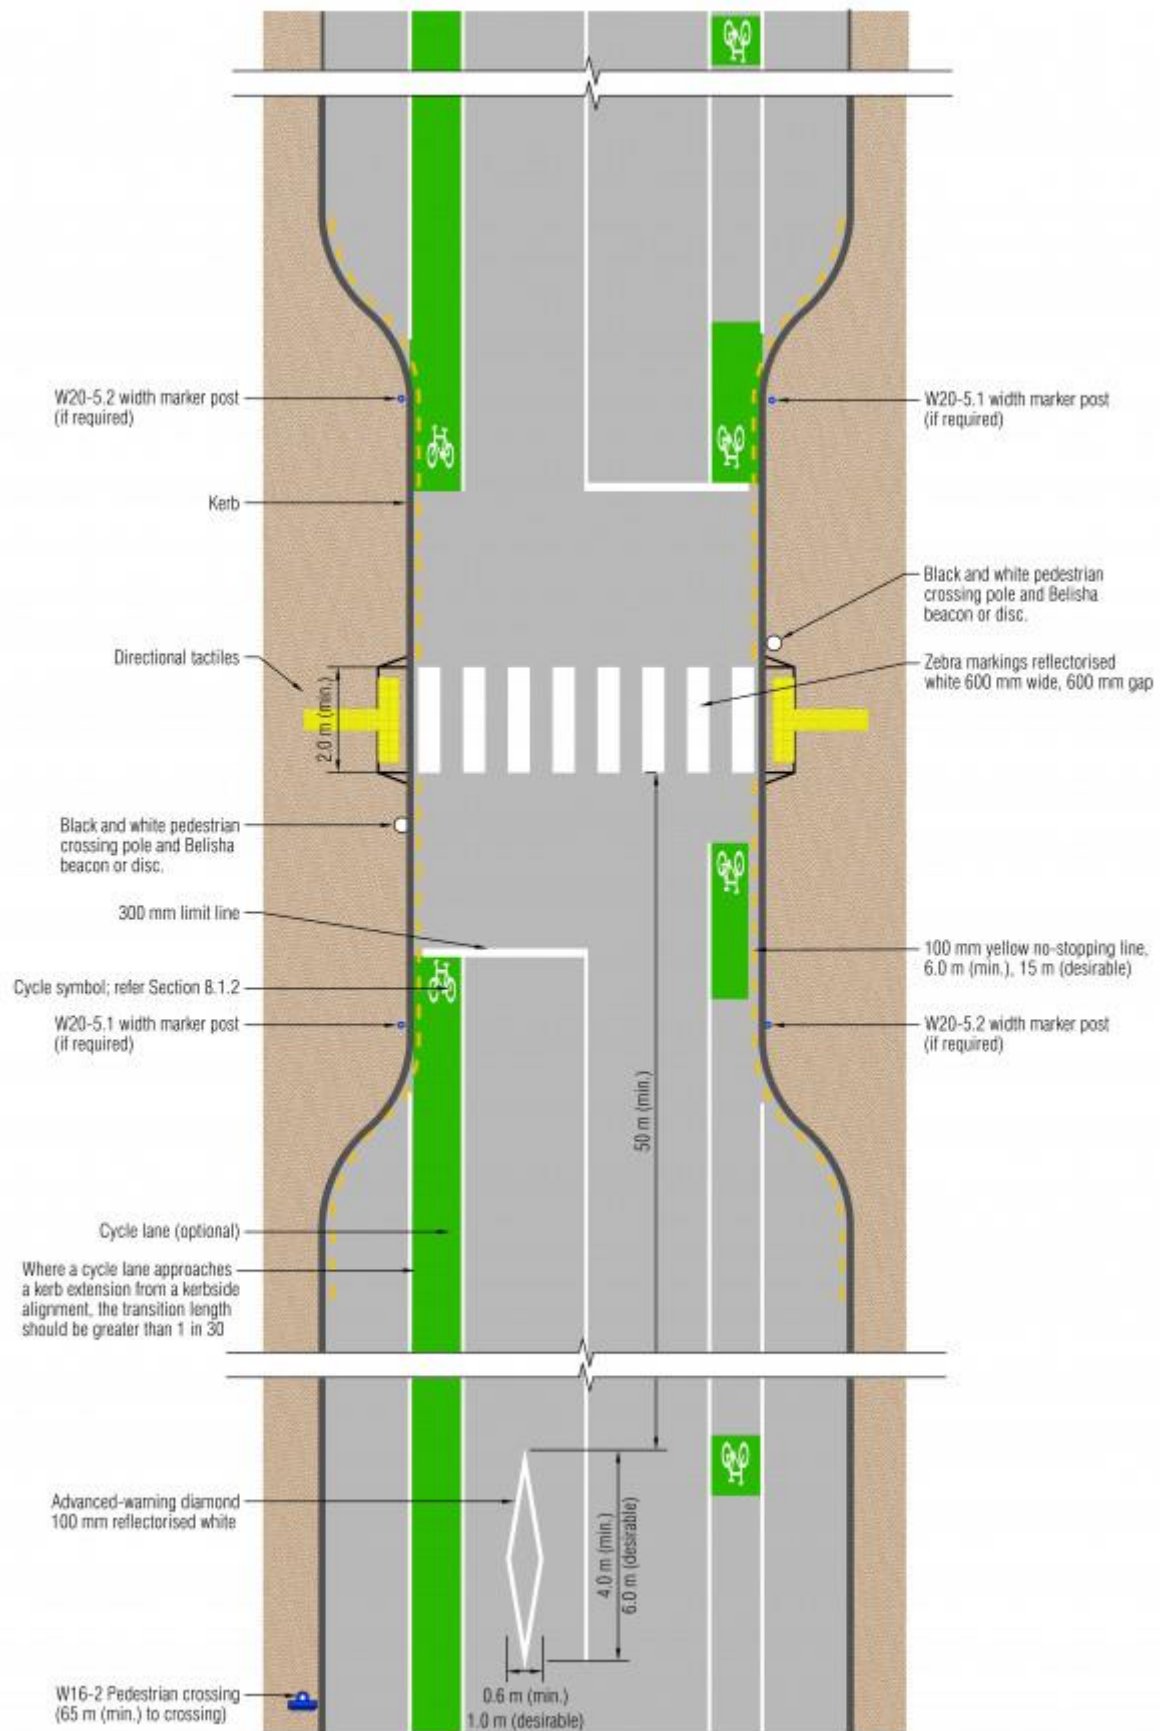 W20-5.2 width marker post
(if required)
W20-5.1 width marker post
(if required)
Kerb
Black and white pedestrian
crossing pole and Belisha
beacon or disc.
Directional tactiles
Zebra markings reflectorised
white 600 mm wide, 600 mm gap
2.0 m (min.)
Black and white pedestrian
crossing pole and Belisha
beacon or disc.
300 mm limit line
100 mm yellow no-stopping line,
6.0 m (min.), 15 m (desirable)
Cycle symbol; refer Section 8.1.2
W20-5.1 width marker post
(if required)
W20-5.2 width marker post
(if required)
50 m (min.)
Cycle lane (optional)
Where a cycle lane approaches
a kerb extension from a kerbside
alignment, the transition length
should be greater than 1 in 30
Advanced-warning diamond
100 mm reflectorised white
4.0 m (min.)
6.0 m (desirable)
W16-2 Pedestrian crossing
(65 m (min.) to crossing)
0.6 m (min.)
1.0 m (desirable)